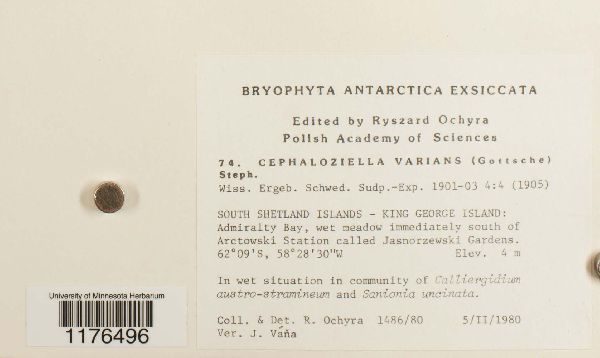 BRYOPHYTA ANTARCTICA EXSICCATA
Edited by Ryszard Ochyra
Polish Academy of Sciences
74. CEPHALOZIELLA VARIANS (Gottsche)
Steph.
Wiss. Ergeb. Schwed. Sudp.-Exp. 1901-03 4:4 (1905)
SOUTH SHETLAND ISLANDS - KING GEORGE ISLAND:
Admiralty Bay, wet meadow immediately south of
Arctowski Station called Jasnorzewski Gardens.
62°09'S, 58°28'30"W Elev. 4 m
In wet situation in community of Calliergidium
austro-stramineum and Sanionia uncinata.
Coll. & Det. R. Ochyra 1486/80 5/II/1980
Ver. J. Váňa
University of Minnesota Herbarium
1176496